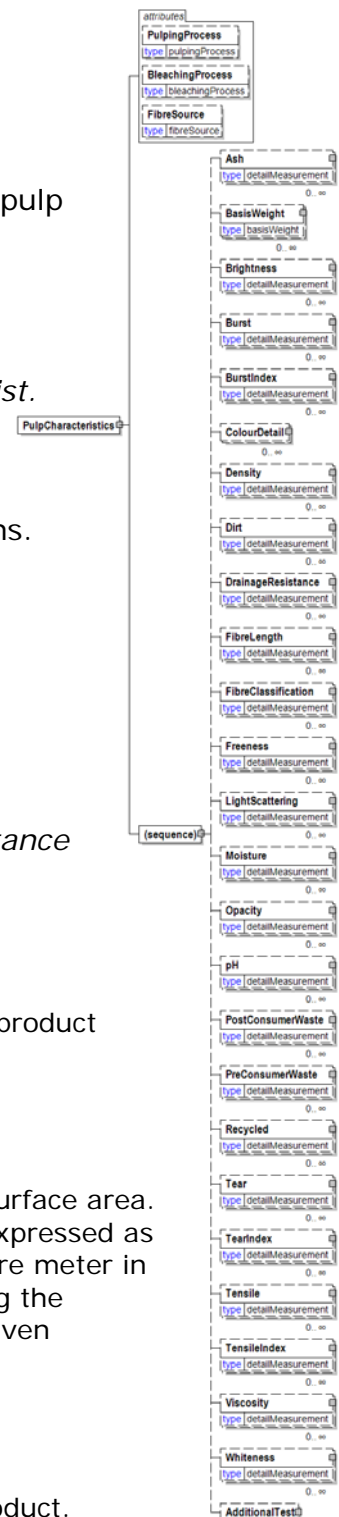 pulp
ist.
ns.
tance
product
urface area.
xpressed as
re meter in
g the
ven
oduct.
PulpCharacteristics
attributes
PulpingProcess
type pulpingProcess
BleachingProcess
type bleachingProcess
FibreSource
type fibreSource
(sequence)
Ash
type detailMeasurement
0.. ∞
BasisWeight
type basisWeight
0.. ∞
Brightness
type detailMeasurement
0.. ∞
Burst
type detailMeasurement
0.. ∞
BurstIndex
type detailMeasurement
0.. ∞
ColourDetail
0.. ∞
Density
type detailMeasurement
0.. ∞
Dirt
type detailMeasurement
0.. ∞
DrainageResistance
type detailMeasurement
0.. ∞
FibreLength
type detailMeasurement
0.. ∞
FibreClassification
type detailMeasurement
0.. ∞
Freeness
type detailMeasurement
0.. ∞
LightScattering
type detailMeasurement
0.. ∞
Moisture
type detailMeasurement
0.. ∞
Opacity
type detailMeasurement
0.. ∞
pH
type detailMeasurement
0.. ∞
PostConsumerWaste
type detailMeasurement
0.. ∞
PreConsumerWaste
type detailMeasurement
0.. ∞
Recycled
type detailMeasurement
0.. ∞
Tear
type detailMeasurement
0.. ∞
TearIndex
type detailMeasurement
0.. ∞
Tensile
type detailMeasurement
0.. ∞
TensileIndex
type detailMeasurement
0.. ∞
Viscosity
type detailMeasurement
0.. ∞
Whiteness
type detailMeasurement
0.. ∞
AdditionalTest